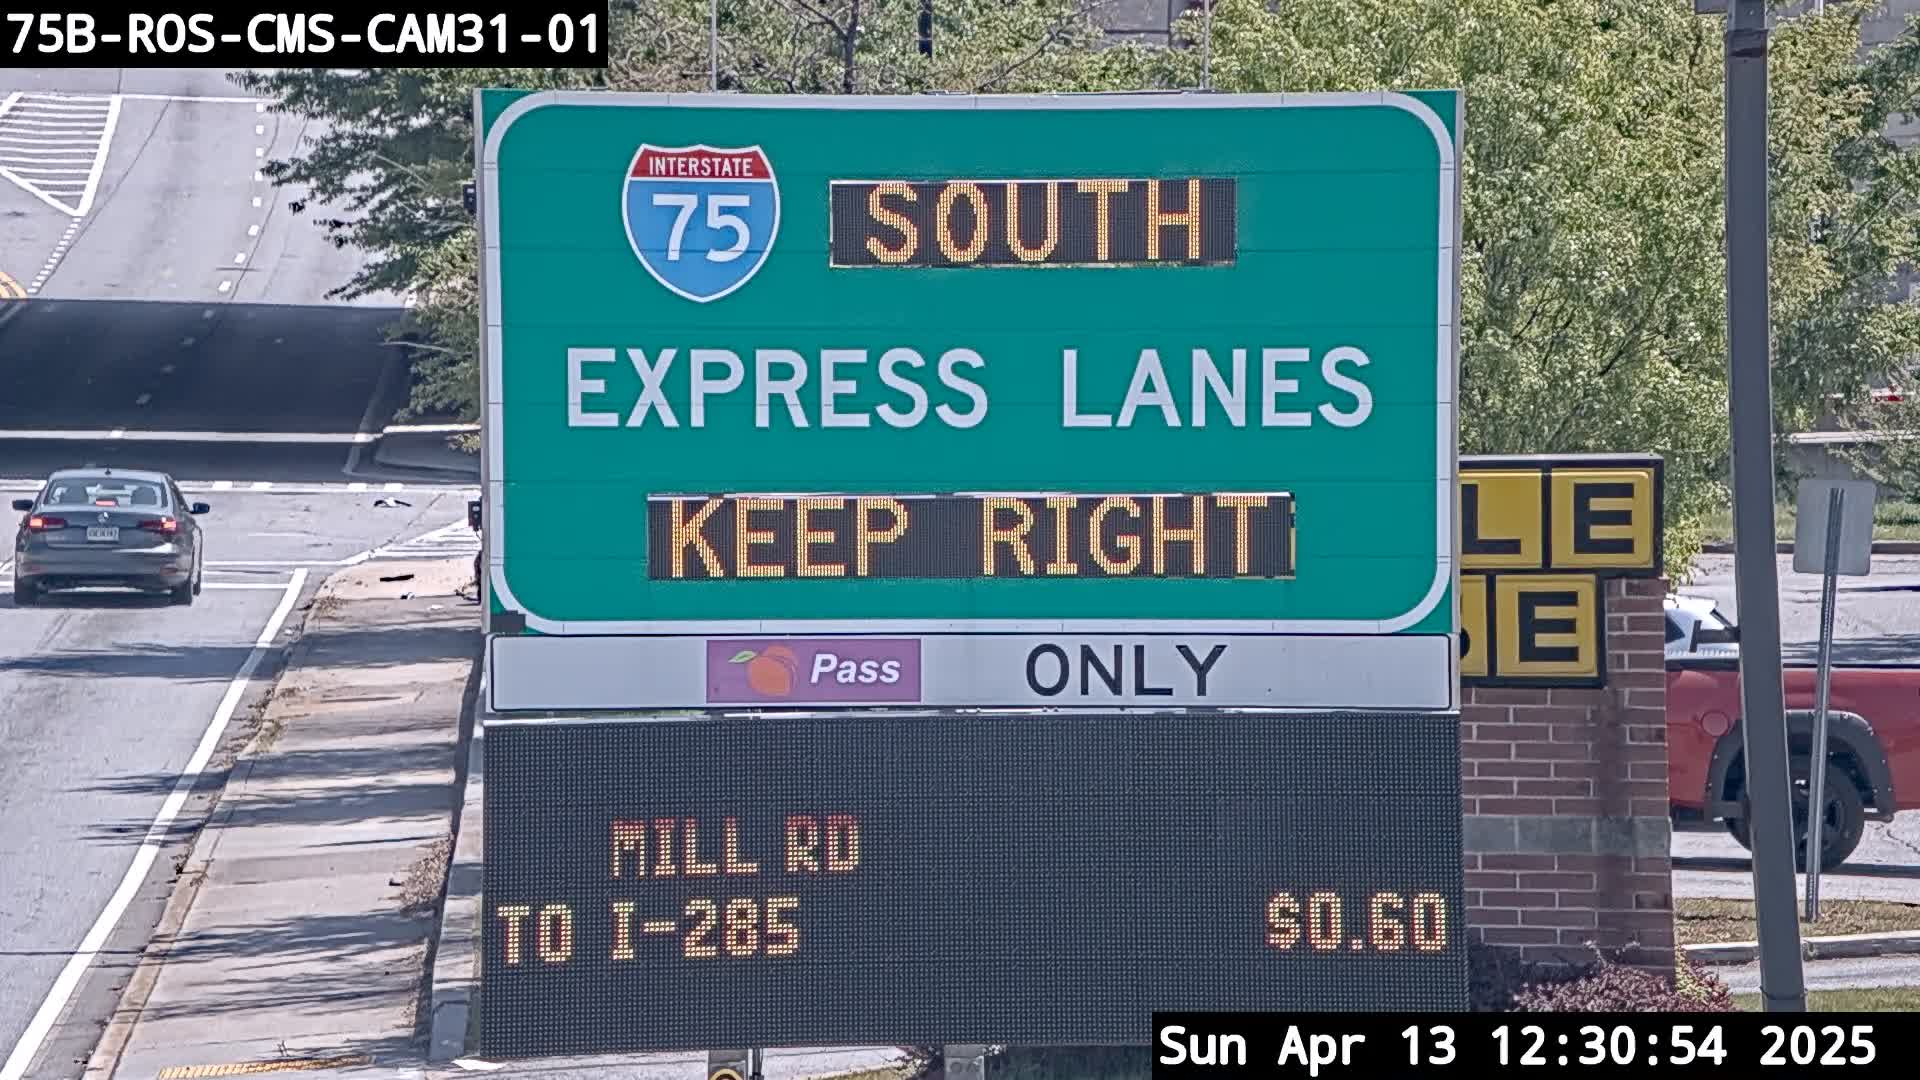 75B-ROS-CMS-CAM31-01
INTERSTATE
75
SOUTH
EXPRESS LANES
KEEP RIGHT
Pass ONLY
MILL RD
TO I-285 $0.60
LE
E
Sun Apr 13 12:30:54 2025